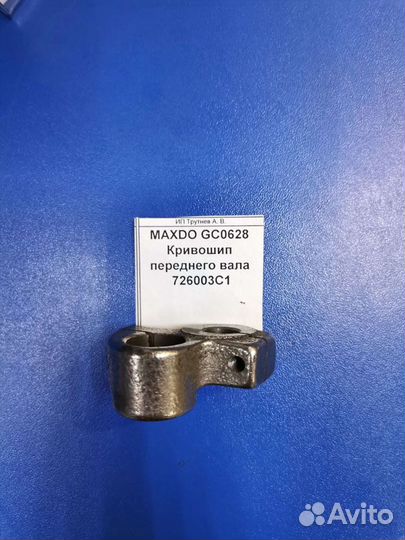 ИП Трутнев А. В.
MAXDO GC0628
Кривошип
переднего вала
726003C1
Avito